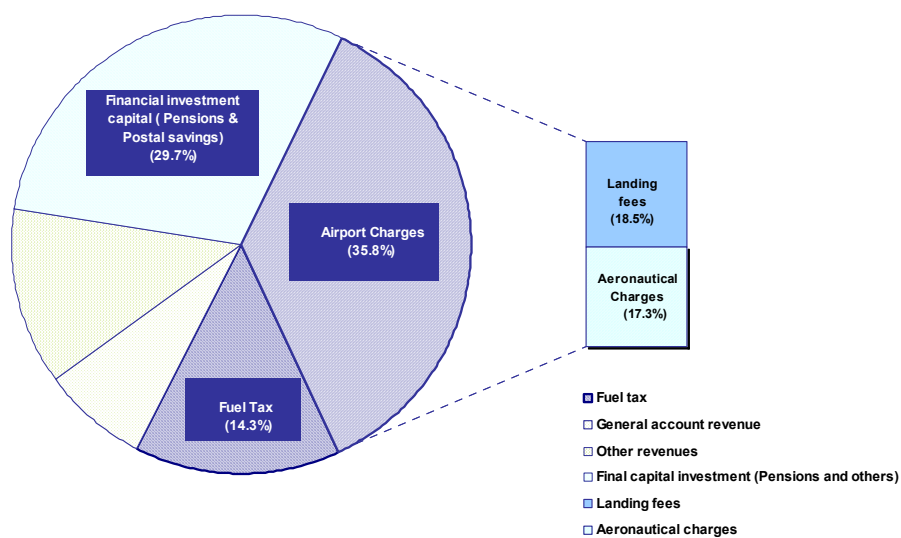 Financial investment
capital ( Pensions &
Postal savings)
(29.7%)
Airport Charges
(35.8%)
Fuel Tax
(14.3%)
Landing
fees
(18.5%)
Aeronautical
Charges
(17.3%)
Fuel tax
General account revenue
Other revenues
Final capital investment (Pensions and others)
Landing fees
Aeronautical charges